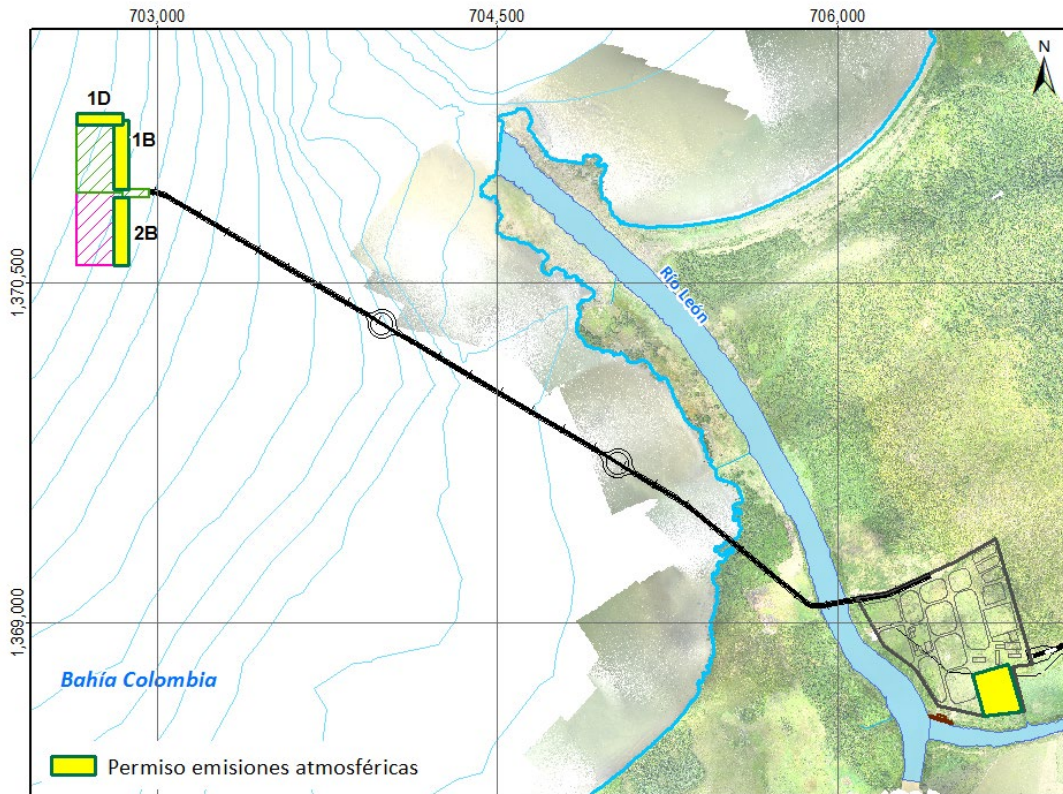 703,000
704,500
706,000
N
1D
1B
2B
1,370,500
Río León
1,369,000
Bahía Colombia
Permiso emisiones atmosféricas